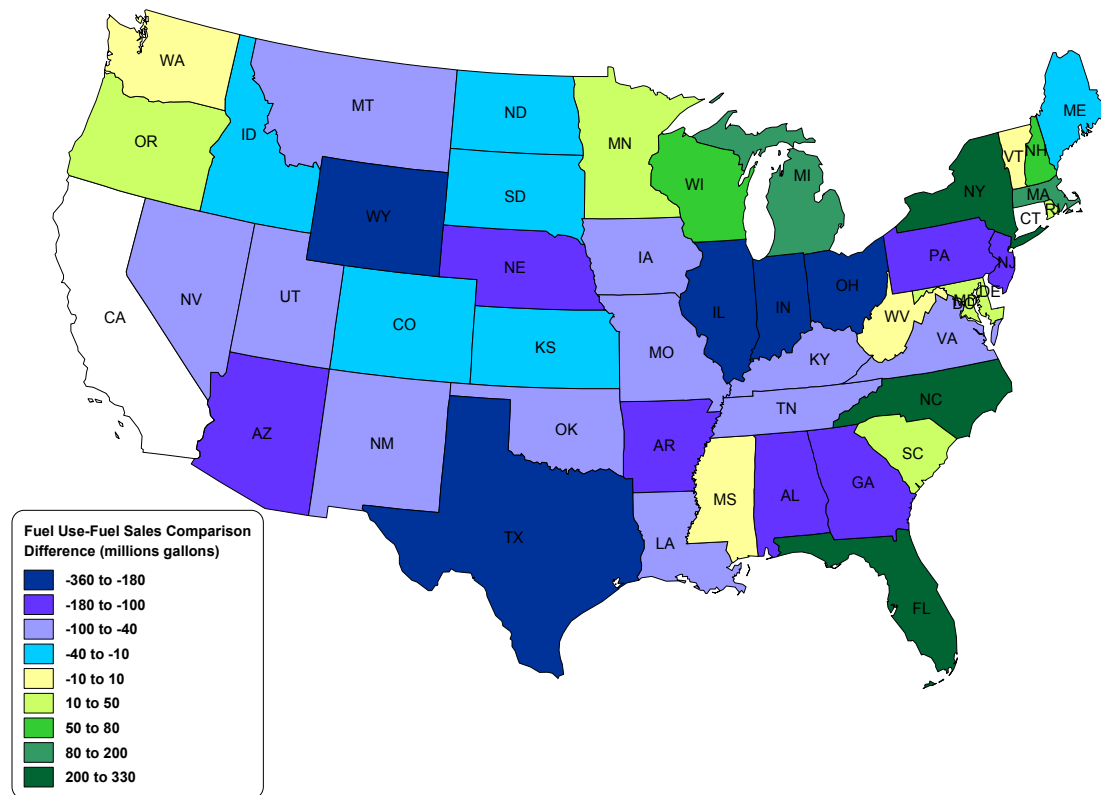 WA
MT
ND
ME
OR
ID
MN
VT
NH
WI
MI
SD
WY
NY
MA
RI
CT
IA
NE
PA
NJ
NV
UT
OH
IL
IN
DE
MD
DC
CA
CO
WV
KS
MO
VA
KY
NC
TN
AZ
NM
OK
AR
SC
MS
AL
GA
TX
LA
FL
Fuel Use-Fuel Sales Comparison
Difference (millions gallons)
-360 to -180
-180 to -100
-100 to -40
-40 to -10
-10 to 10
10 to 50
50 to 80
80 to 200
200 to 330